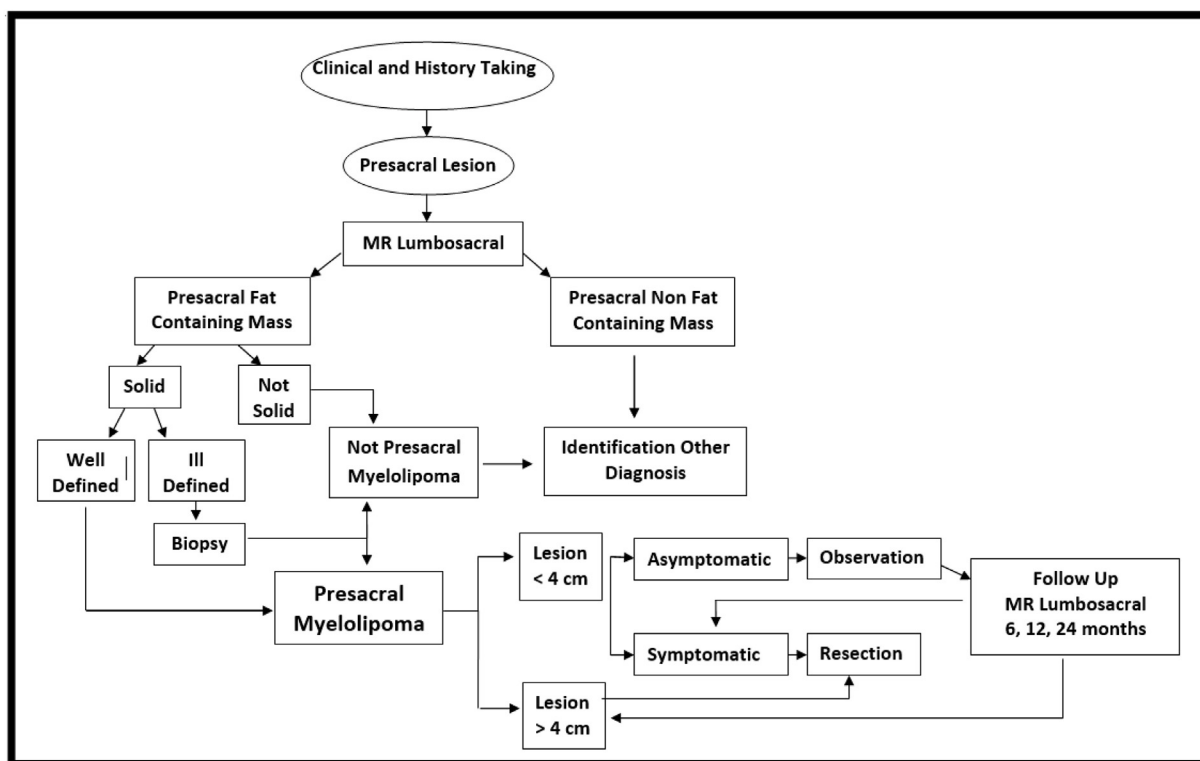 Clinical and History Taking
Presacral Lesion
MR Lumbosacral
Presacral Fat
Containing Mass
Presacral Non Fat
Containing Mass
Solid
Not
Solid
Well
Defined
Ill
Defined
Not Presacral
Myelolipoma
Identification Other
Diagnosis
Biopsy
Presacral
Myelolipoma
Lesion
< 4 cm
Asymptomatic
Observation
Follow Up
MR Lumbosacral
6, 12, 24 months
Symptomatic
Resection
Lesion
> 4 cm